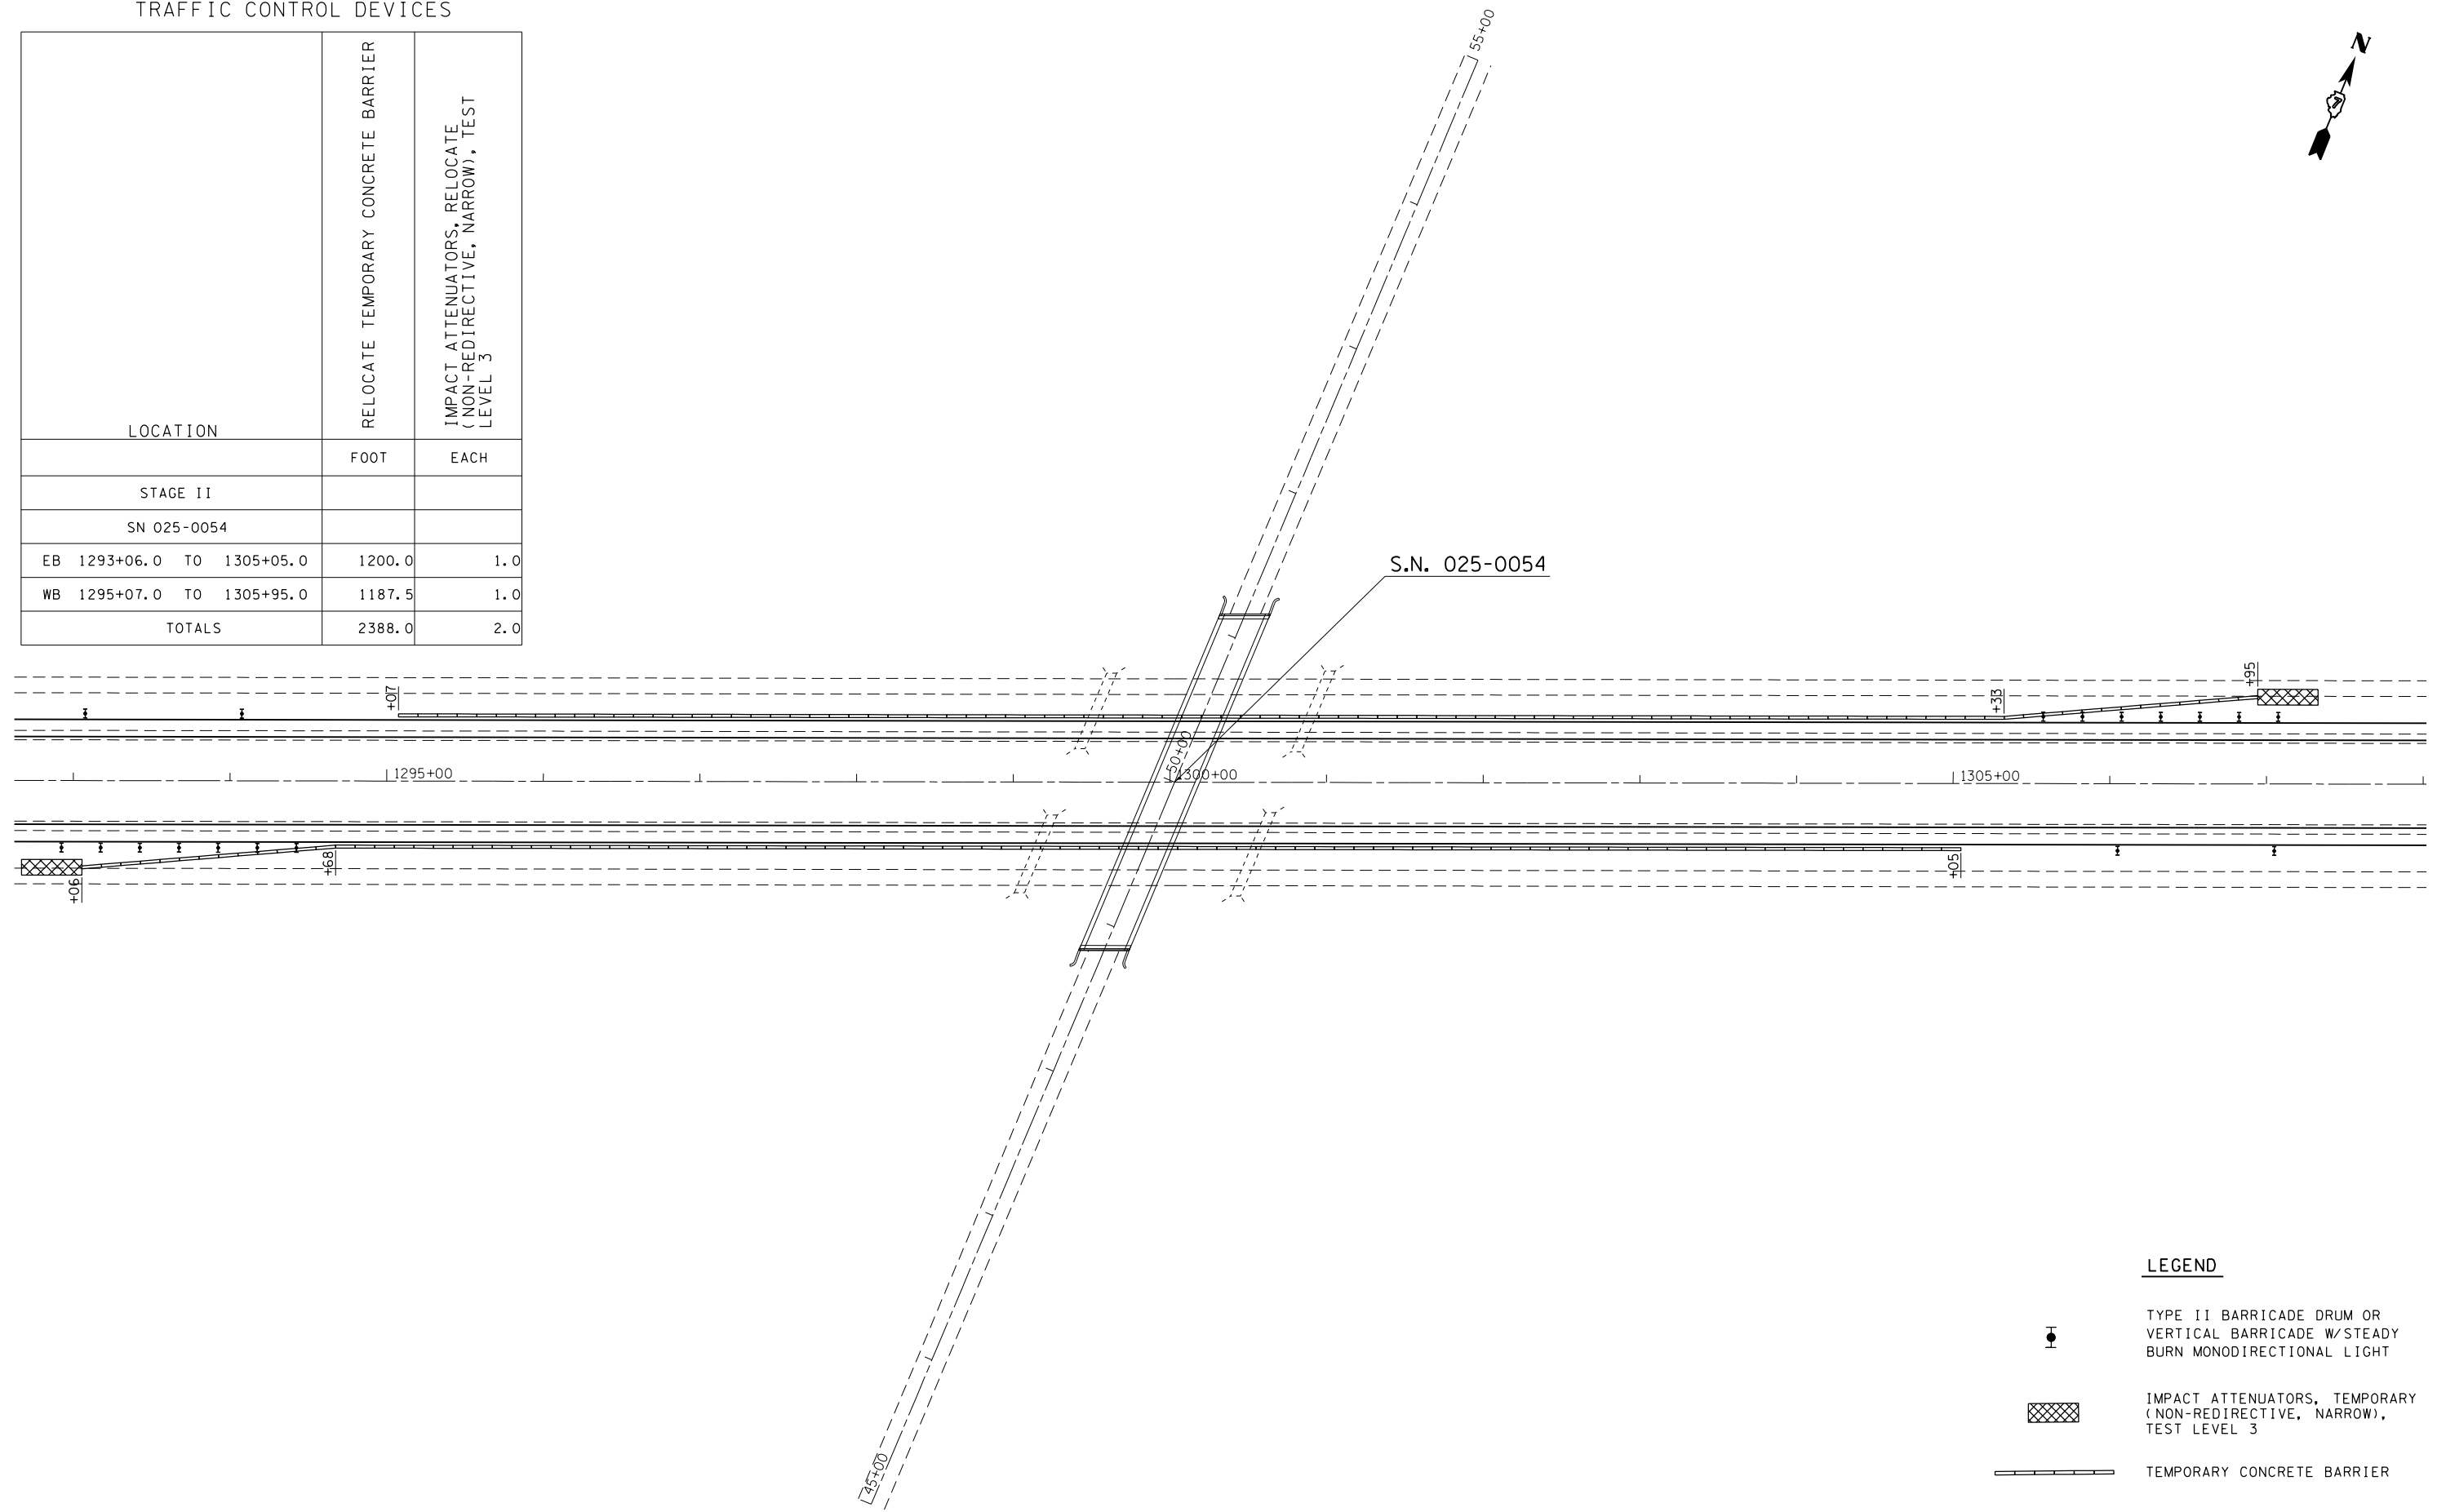 TRAFFIC CONTROL DEVICES
LOCATION
RELOCATE TEMPORARY CONCRETE BARRIER
IMPACT ATTENUATORS, RELOCATE
(NON-REDIRECTIVE, NARROW), TEST
LEVEL 3
FOOT EACH
STAGE II
SN 025-0054
EB 1293+06.0 TO 1305+05.0 1200.0 1.0
WB 1295+07.0 TO 1305+95.0 1187.5 1.0
TOTALS 2388.0 2.0
55+00
N
7
S.N. 025-0054
+07
+33
+95
50+00
1295+00
1300+00
1305+00
+06
+68
+05
45+00
LEGEND
TYPE II BARRICADE DRUM OR
VERTICAL BARRICADE W/STEADY
BURN MONODIRECTIONAL LIGHT
IMPACT ATTENUATORS, TEMPORARY
(NON-REDIRECTIVE, NARROW),
TEST LEVEL 3
TEMPORARY CONCRETE BARRIER